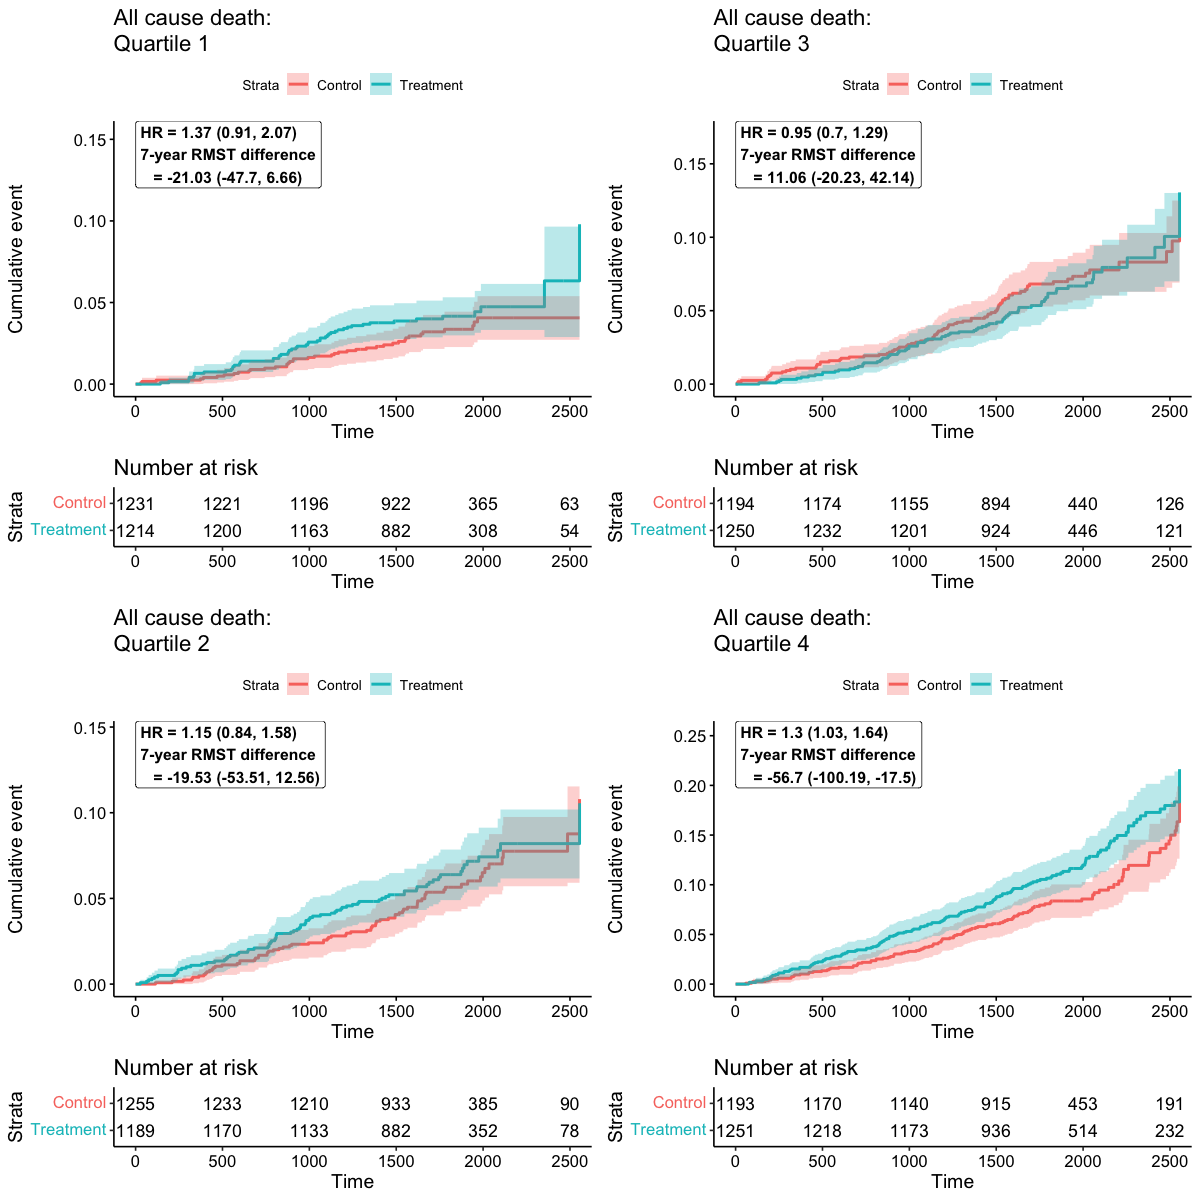 All cause death:
Quartile 1
Strata Control Treatment
HR = 1.37 (0.91, 2.07)
7-year RMST difference
= -21.03 (-47.7, 6.66)
Cumulative event
0.15
0.10
0.05
0.00
0 500 1000 1500 2000 2500
Time
Number at risk
Strata
Control 1231 1221 1196 922 365 63
Treatment 1214 1200 1163 882 308 54
0 500 1000 1500 2000 2500
Time
All cause death:
Quartile 3
Strata Control Treatment
HR = 0.95 (0.7, 1.29)
7-year RMST difference
= 11.06 (-20.23, 42.14)
Cumulative event
0.15
0.10
0.05
0.00
0 500 1000 1500 2000 2500
Time
Number at risk
Strata
Control 1194 1174 1155 894 440 126
Treatment 1250 1232 1201 924 446 121
0 500 1000 1500 2000 2500
Time
All cause death:
Quartile 2
Strata Control Treatment
HR = 1.15 (0.84, 1.58)
7-year RMST difference
= -19.53 (-53.51, 12.56)
Cumulative event
0.15
0.10
0.05
0.00
0 500 1000 1500 2000 2500
Time
Number at risk
Strata
Control 1255 1233 1210 933 385 90
Treatment 1189 1170 1133 882 352 78
0 500 1000 1500 2000 2500
Time
All cause death:
Quartile 4
Strata Control Treatment
HR = 1.3 (1.03, 1.64)
7-year RMST difference
= -56.7 (-100.19, -17.5)
Cumulative event
0.25
0.20
0.15
0.10
0.05
0.00
0 500 1000 1500 2000 2500
Time
Number at risk
Strata
Control 1193 1170 1140 915 453 191
Treatment 1251 1218 1173 936 514 232
0 500 1000 1500 2000 2500
Time